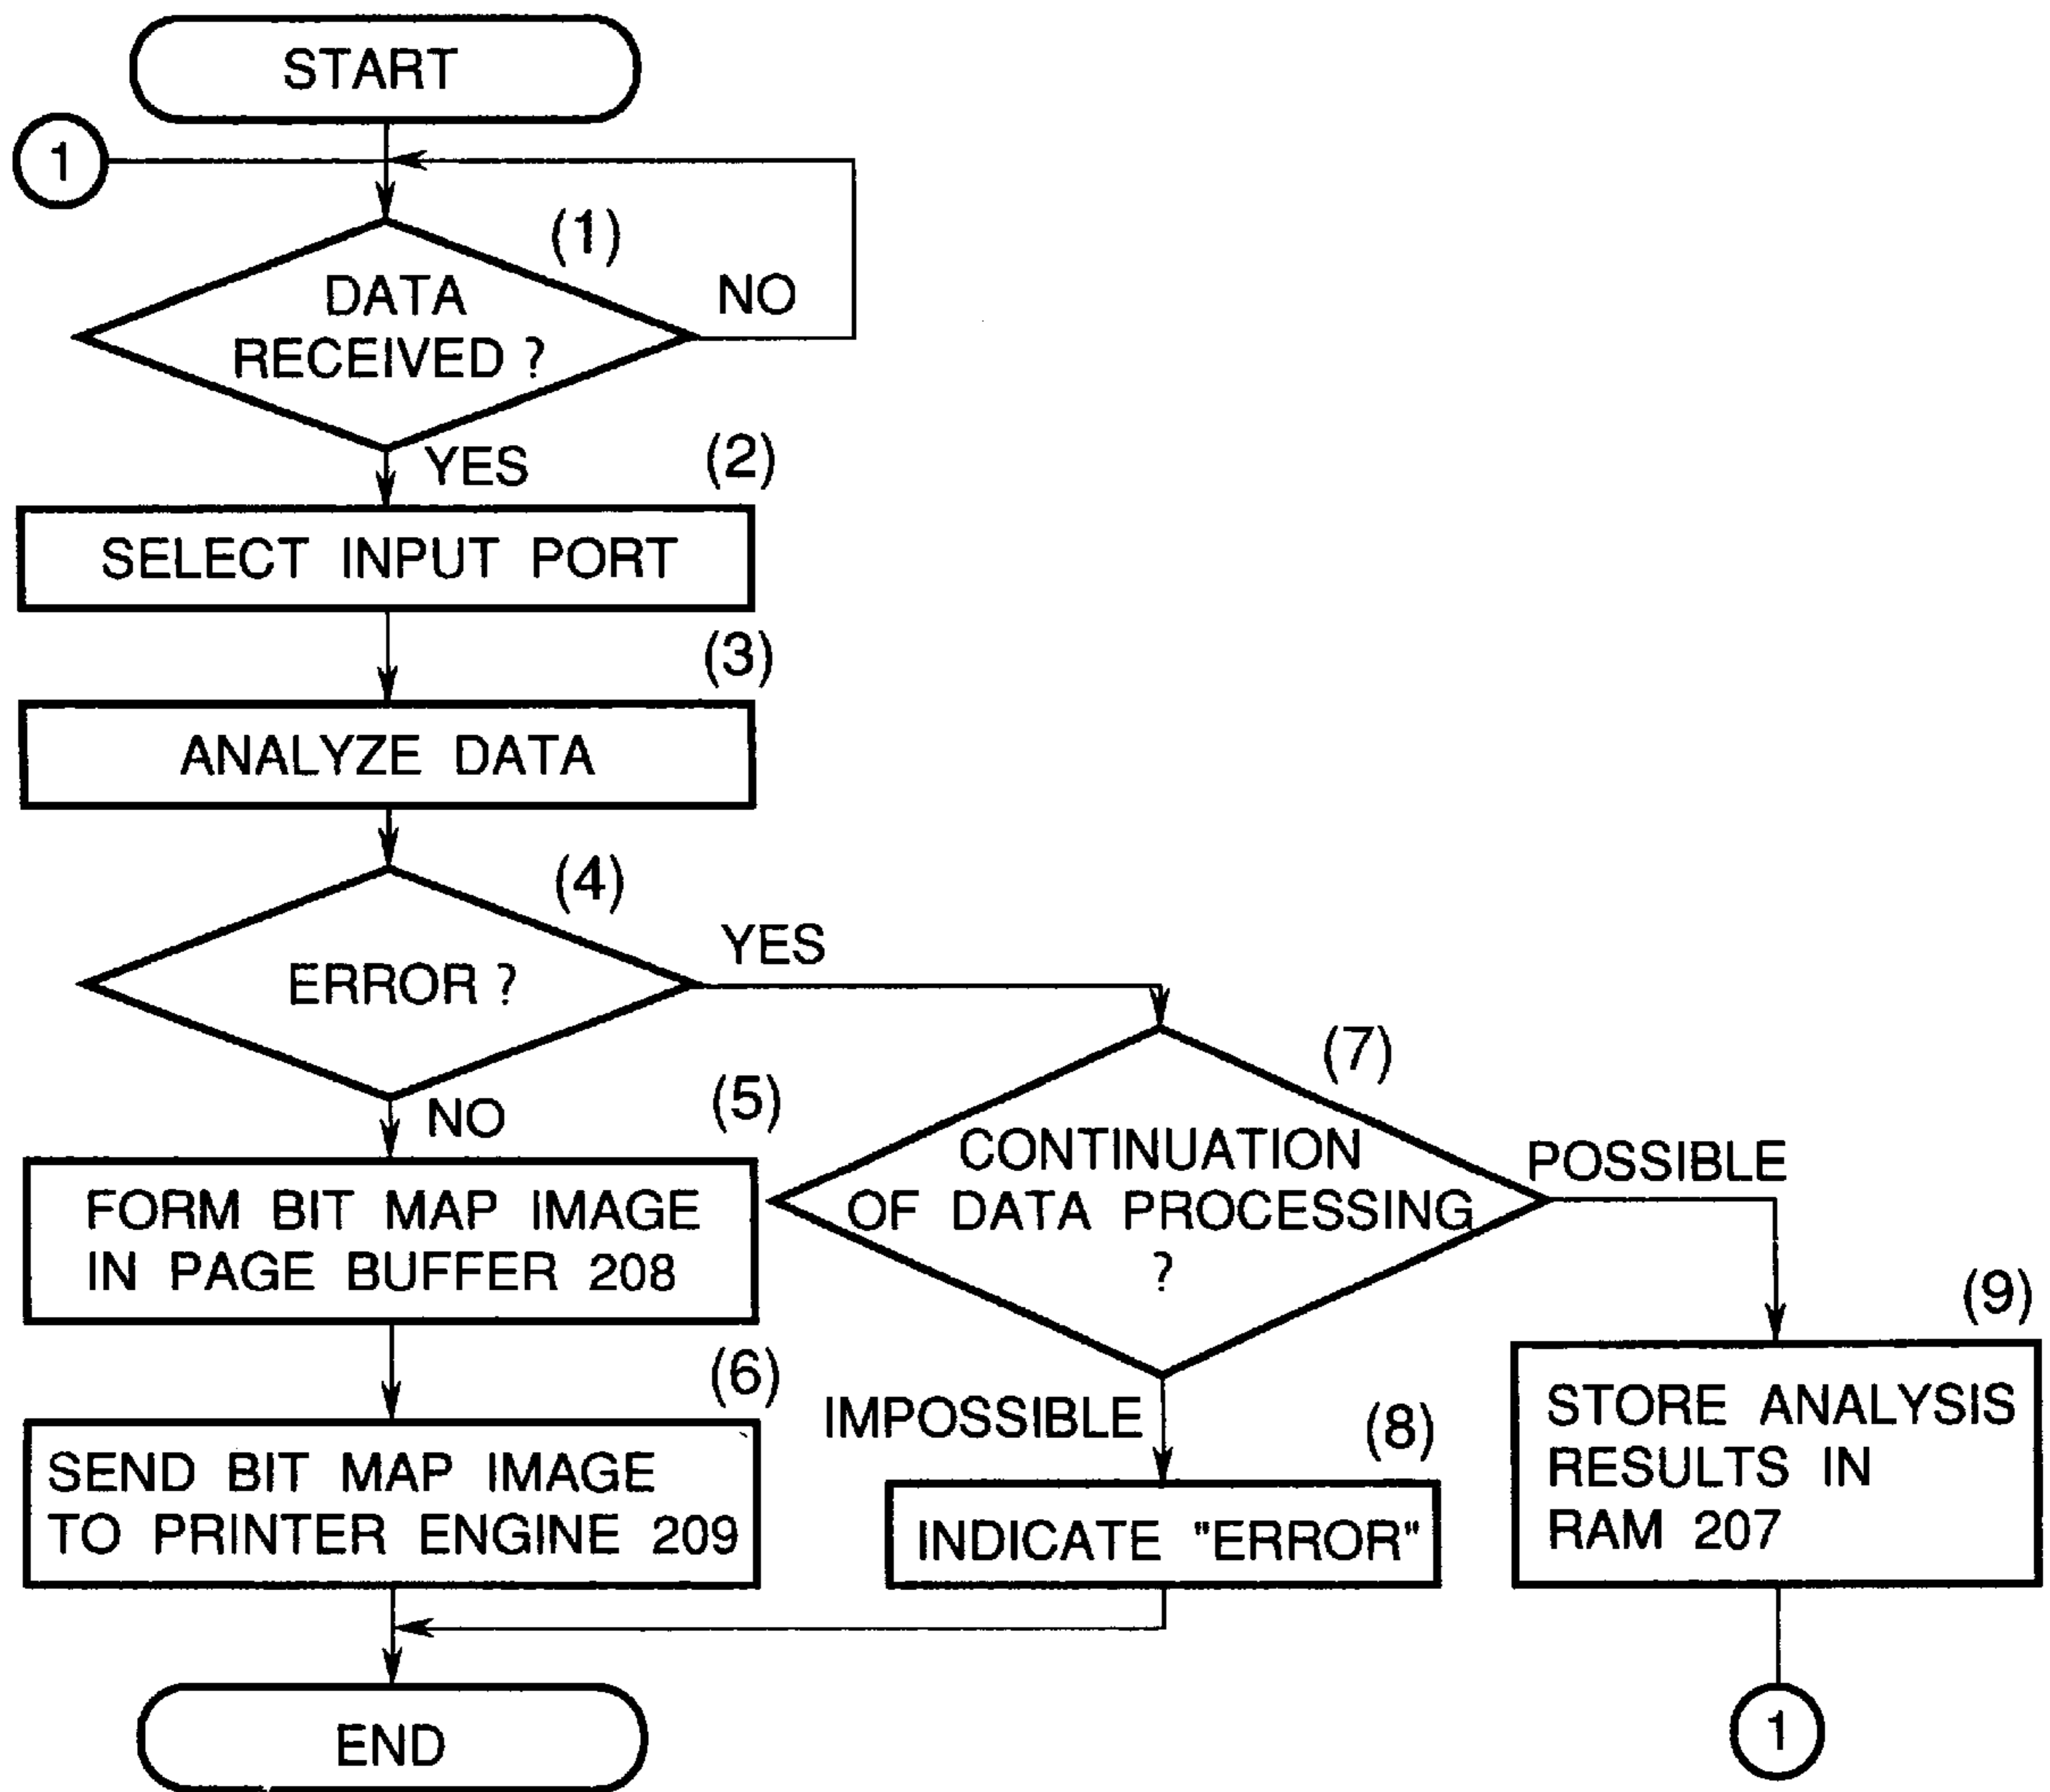 START
1
(1)
DATA
RECEIVED ?
NO
YES
(2)
SELECT INPUT PORT
(3)
ANALYZE DATA
(4)
ERROR ?
YES
NO
(5)
FORM BIT MAP IMAGE
IN PAGE BUFFER 208
(6)
SEND BIT MAP IMAGE
TO PRINTER ENGINE 209
(7)
CONTINUATION
OF DATA PROCESSING
?
POSSIBLE
IMPOSSIBLE
(8)
INDICATE "ERROR"
(9)
STORE ANALYSIS
RESULTS IN
RAM 207
END
1